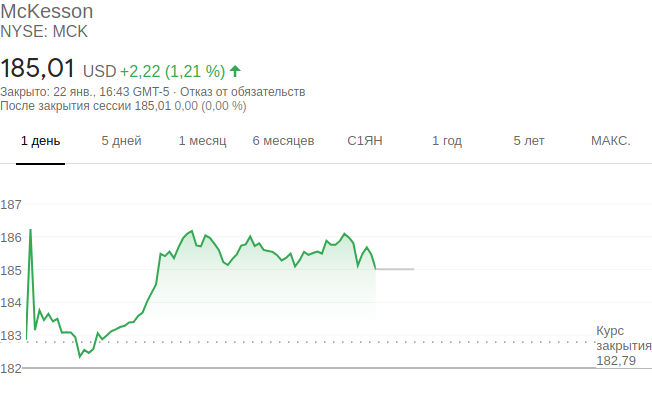 McKesson
NYSE: MCK
185,01 USD +2,22 (1,21 %)
Закрыто: 22 янв., 16:43 GMT-5 · Отказ от обязательств
После закрытия сессии 185,01 0,00 (0,00 %)
1 день 5 дней 1 месяц 6 месяцев С1ЯН 1 год 5 лет МАКС.
187
186
185
184
183
182
Курс
закрытия
182,79